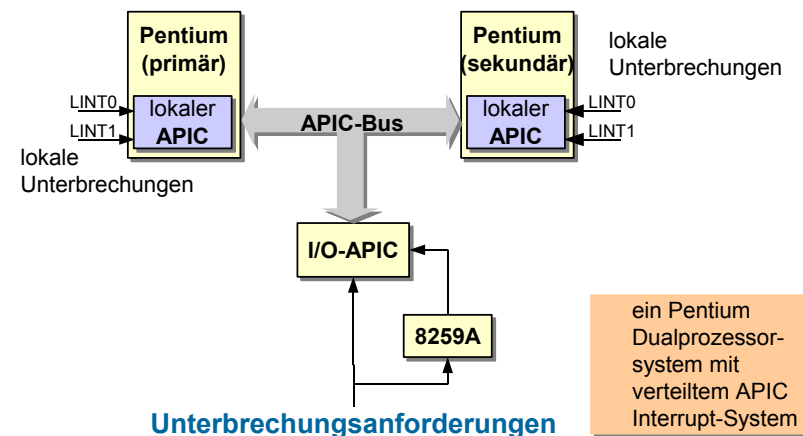 Pentium
(primär)
LINT0
LINT1
lokaler
APIC
lokale
Unterbrechungen
APIC-Bus
Pentium
(sekundär)
lokaler
APIC
LINT0
LINT1
lokale
Unterbrechungen
I/O-APIC
8259A
Unterbrechungsanforderungen
ein Pentium
Dualprozessor-
system mit
verteiltem APIC
Interrupt-System